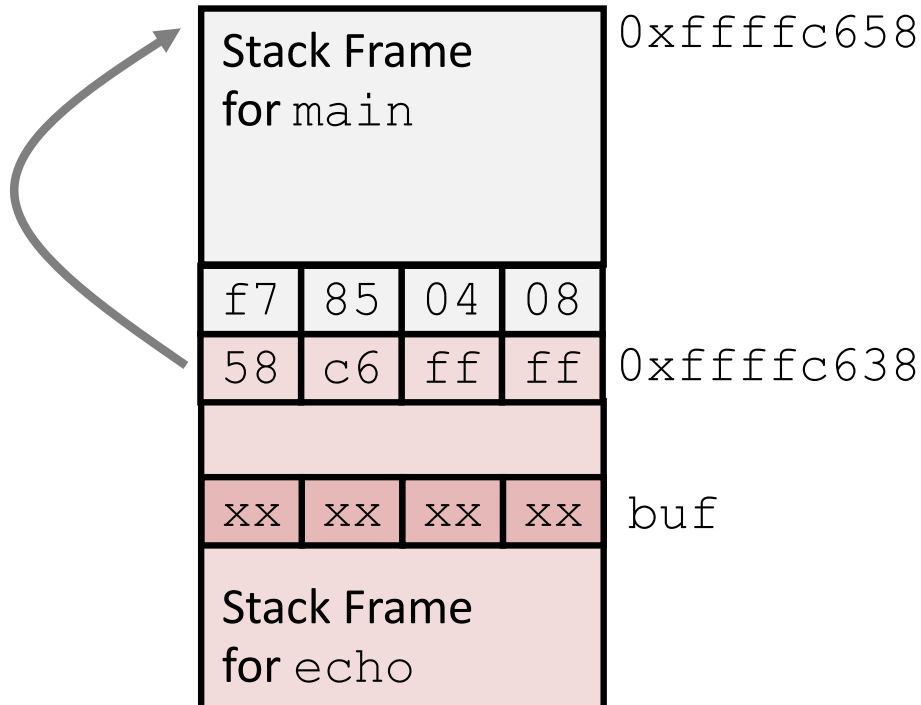 Stack Frame
for main
0xffffc658
f7 85 04 08
58 c6 ff ff
0xffffc638
xx xx xx xx
buf
Stack Frame
for echo